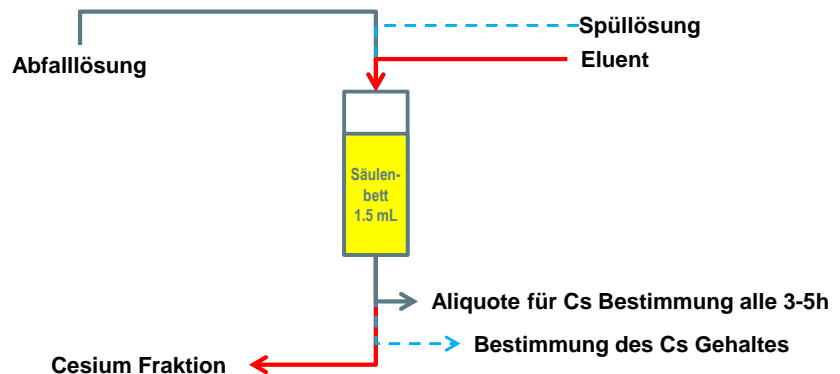 Spüllösung
Abfalllösung
Eluent
Säulen-
bett
1.5 mL
Aliquote für Cs Bestimmung alle 3-5h
Bestimmung des Cs Gehaltes
Cesium Fraktion